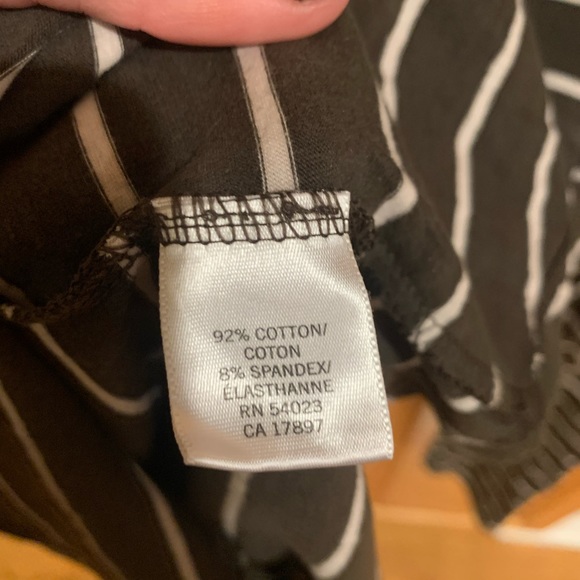 92% COTTON/
COTON
8% SPANDEX/
ÉLASTHANNE
RN 54023
CA 17897